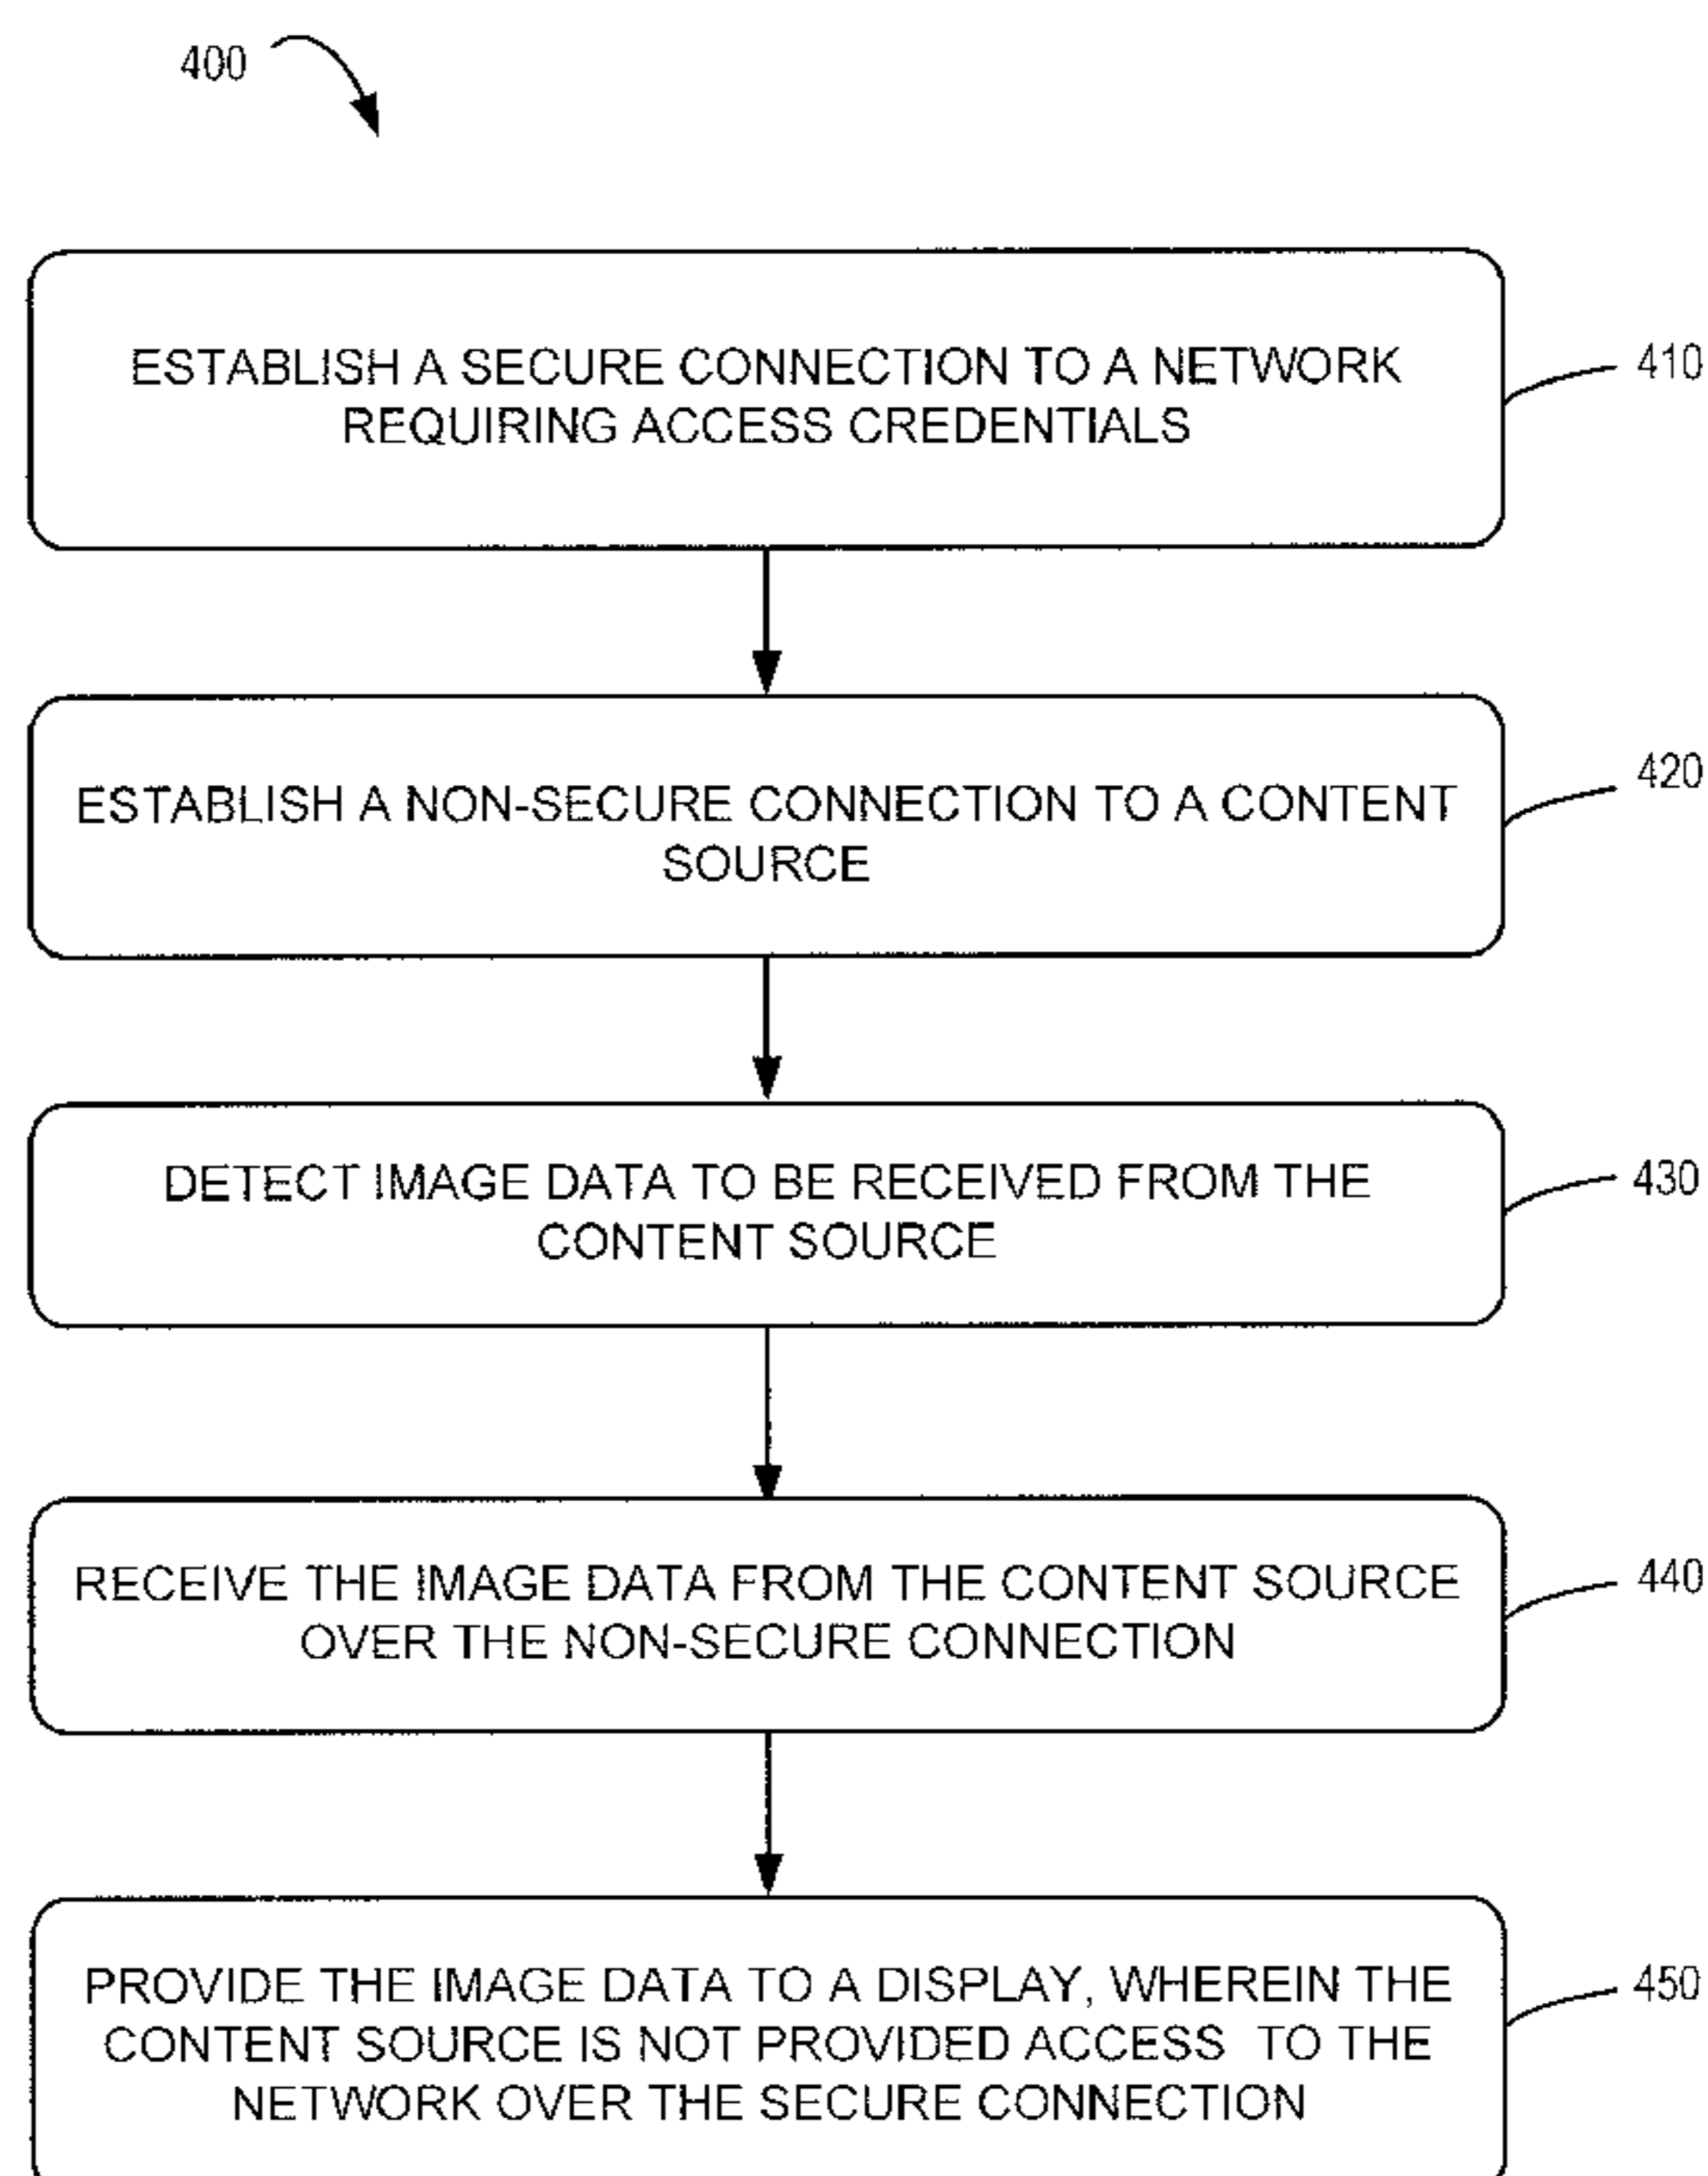 400
ESTABLISH A SECURE CONNECTION TO A NETWORK
REQUIRING ACCESS CREDENTIALS
410
ESTABLISH A NON-SECURE CONNECTION TO A CONTENT
SOURCE
420
DETECT IMAGE DATA TO BE RECEIVED FROM THE
CONTENT SOURCE
430
RECEIVE THE IMAGE DATA FROM THE CONTENT SOURCE
OVER THE NON-SECURE CONNECTION
440
PROVIDE THE IMAGE DATA TO A DISPLAY, WHEREIN THE
CONTENT SOURCE IS NOT PROVIDED ACCESS TO THE
NETWORK OVER THE SECURE CONNECTION
450